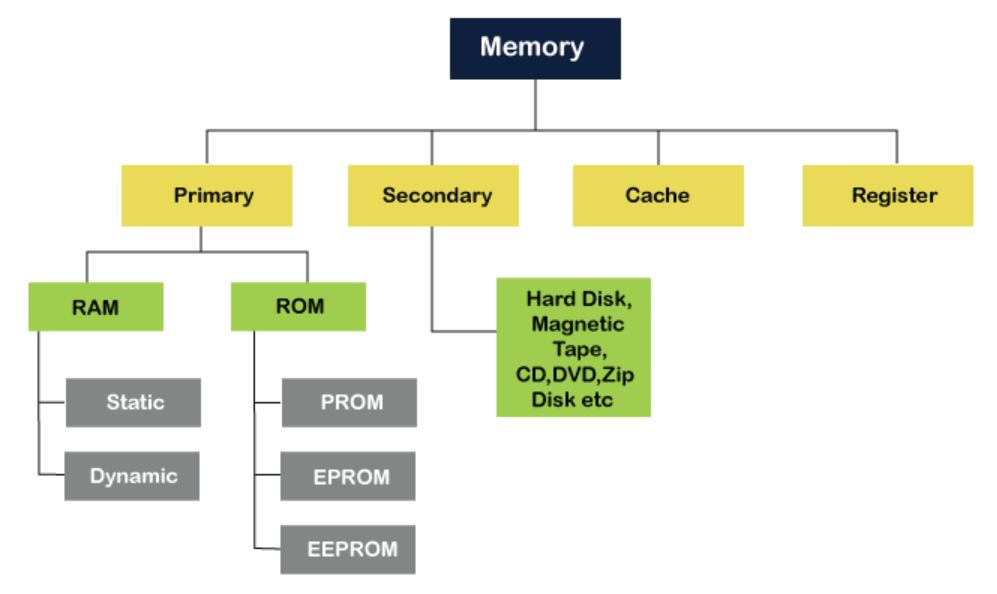 Memory
Primary
Secondary
Cache
Register
RAM
ROM
Hard Disk,
Magnetic
Tape,
CD,DVD,Zip
Disk etc
Static
PROM
Dynamic
EPROM
EEPROM